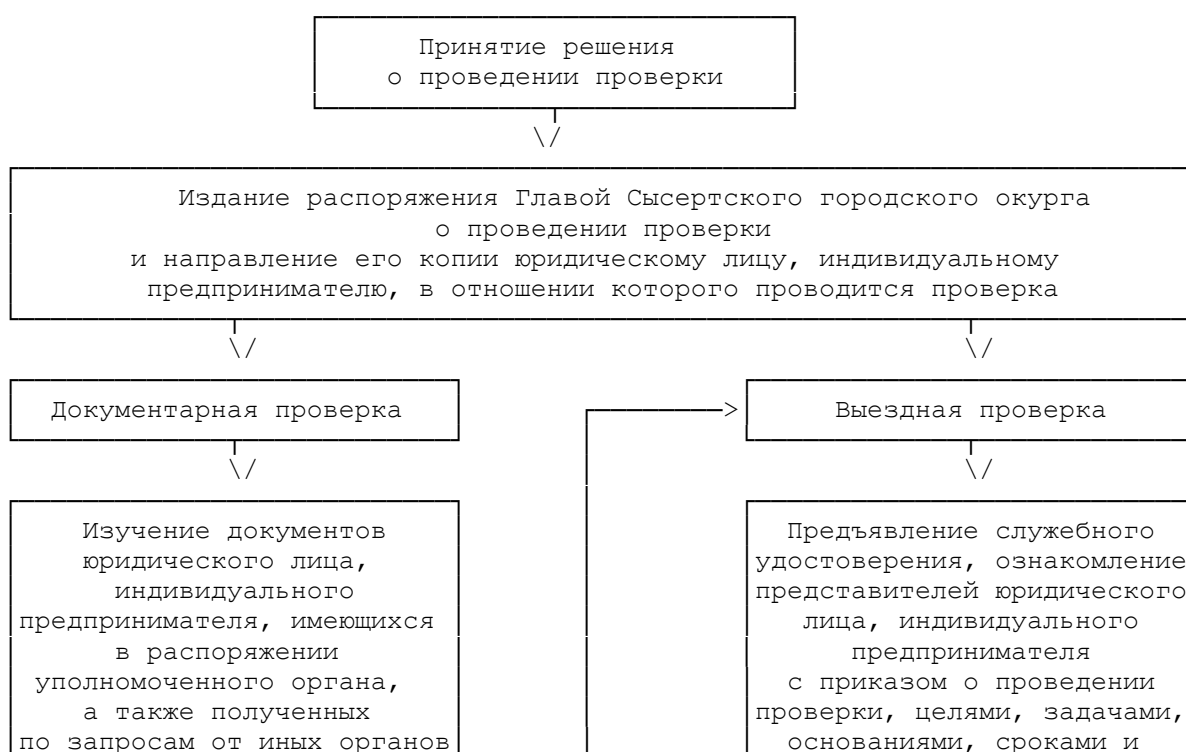 Принятие решения
о проведении проверки
Издание распоряжения Главой Сысертского городского окурга
о проведении проверки
и направление его копии юридическому лицу, индивидуальному
предпринимателю, в отношении которого проводится проверка
Документарная проверка
Выездная проверка
Изучение документов
юридического лица,
индивидуального
предпринимателя, имеющихся
в распоряжении
уполномоченного органа,
а также полученных
по запросам от иных органов
Предъявление служебного
удостоверения, ознакомление
представителей юридического
лица, индивидуального
предпринимателя
с приказом о проведении
проверки, целями, задачами,
основаниями, сроками и